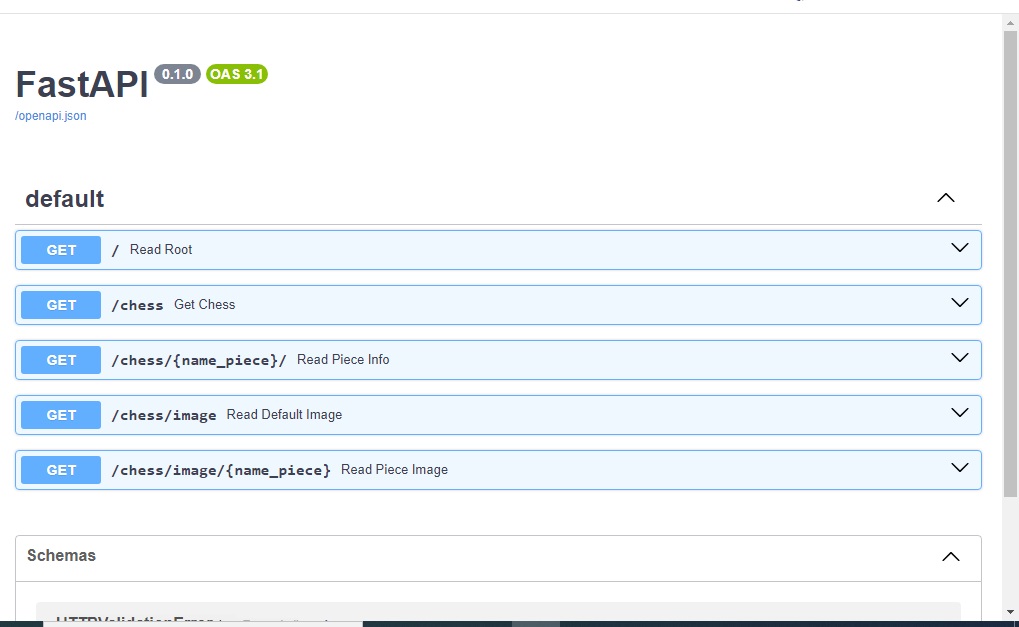 FastAPI 0.1.0 OAS 3.1
/openapi.json
default
GET / Read Root
GET /chess Get Chess
GET /chess/{name_piece}/ Read Piece Info
GET /chess/image Read Default Image
GET /chess/image/{name_piece} Read Piece Image
Schemas
HTTPValidationError